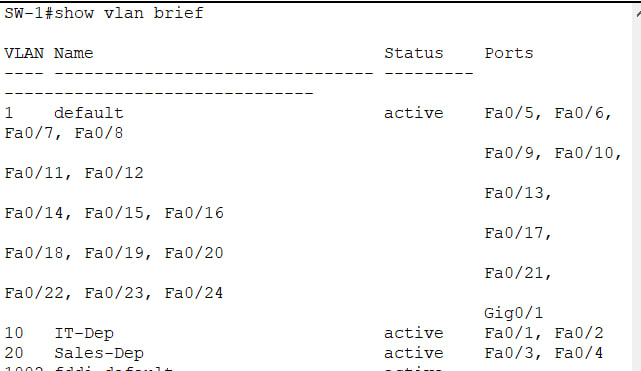 SW-1#show vlan brief
VLAN Name Status Ports
---- -------------------------------- ---------
-------------------------------
1 default active Fa0/5, Fa0/6,
Fa0/7, Fa0/8
Fa0/9, Fa0/10,
Fa0/11, Fa0/12
Fa0/13,
Fa0/14, Fa0/15, Fa0/16
Fa0/17,
Fa0/18, Fa0/19, Fa0/20
Fa0/21,
Fa0/22, Fa0/23, Fa0/24
Gig0/1
10 IT-Dep active Fa0/1, Fa0/2
20 Sales-Dep active Fa0/3, Fa0/4